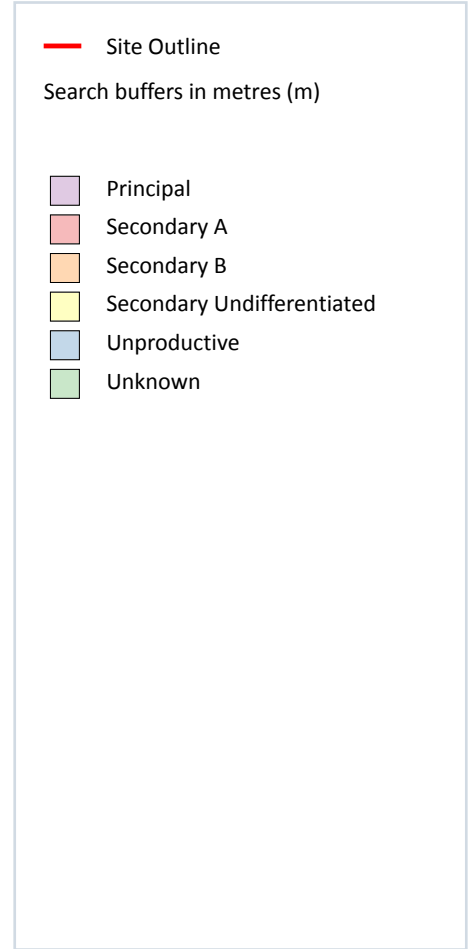 Site Outline
Search buffers in metres (m)
Principal
Secondary A
Secondary B
Secondary Undifferentiated
Unproductive
Unknown